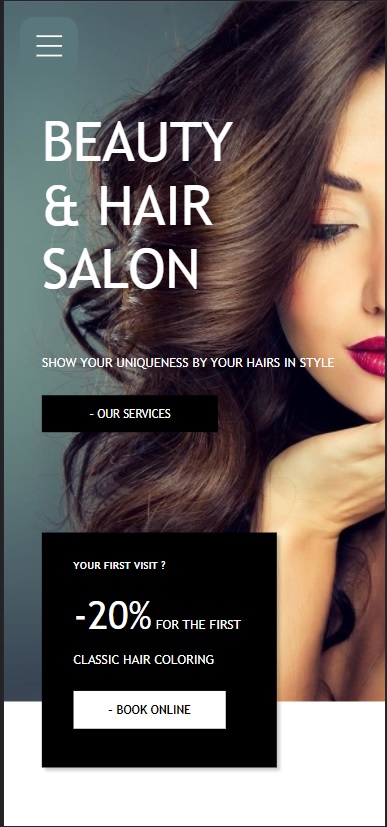 BEAUTY
& HAIR
SALON
SHOW YOUR UNIQUENESS BY YOUR HAIRS IN STYLE
- OUR SERVICES
YOUR FIRST VISIT ?
-20% FOR THE FIRST
CLASSIC HAIR COLORING
- BOOK ONLINE